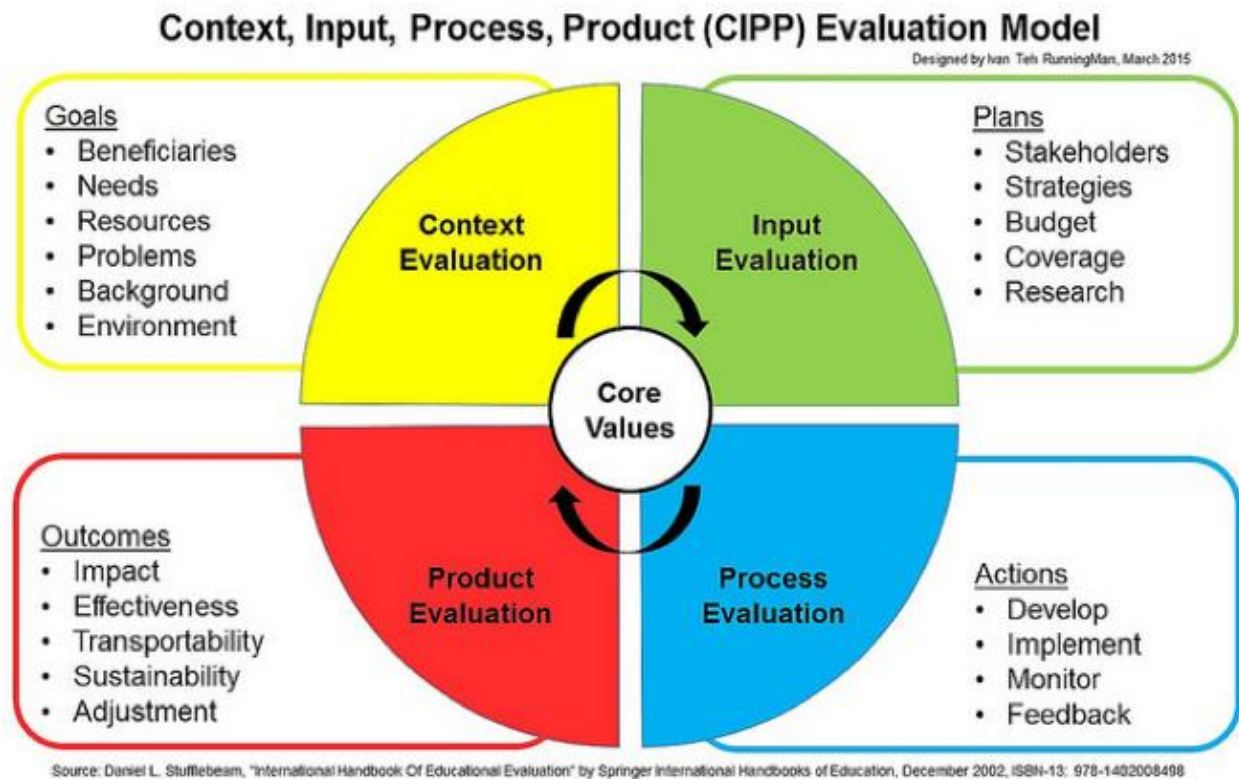 Context, Input, Process, Product (CIPP) Evaluation Model
Designed by Ivan Teh RunningMan, March 2015
Goals
• Beneficiaries
• Needs
• Resources
• Problems
• Background
• Environment
Context
Evaluation
Input
Evaluation
Plans
• Stakeholders
• Strategies
• Budget
• Coverage
• Research
Core
Values
Outcomes
• Impact
• Effectiveness
• Transportability
• Sustainability
• Adjustment
Product
Evaluation
Process
Evaluation
Actions
• Develop
• Implement
• Monitor
• Feedback
Source: Daniel L. Stufflebeam, "International Handbook Of Educational Evaluation" by Springer International Handbooks of Education, December 2002, ISBN-13: 978-1402008498